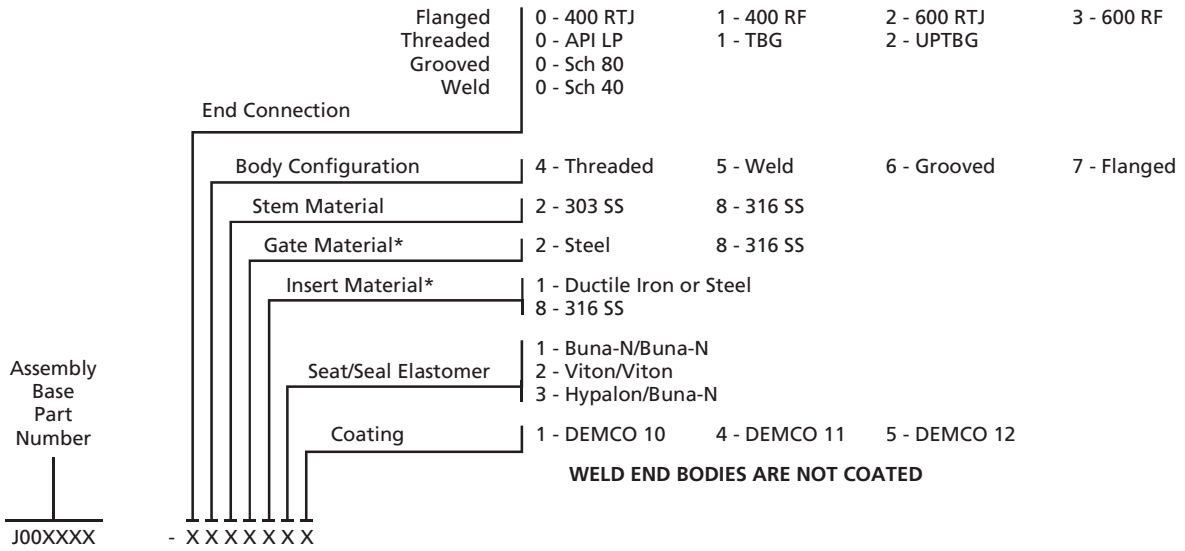 Flanged 0 - 400 RTJ 1 - 400 RF 2 - 600 RTJ 3 - 600 RF
Threaded 0 - API LP 1 - TBG 2 - UPTBG
Grooved 0 - Sch 80
Weld 0 - Sch 40
End Connection
Body Configuration 4 - Threaded 5 - Weld 6 - Grooved 7 - Flanged
Stem Material 2 - 303 SS 8 - 316 SS
Gate Material* 2 - Steel 8 - 316 SS
Insert Material* 1 - Ductile Iron or Steel
8 - 316 SS
1 - Buna-N/Buna-N
Seat/Seal Elastomer 2 - Viton/Viton
3 - Hypalon/Buna-N
Assembly
Base
Part
Number
Coating 1 - DEMCO 10 4 - DEMCO 11 5 - DEMCO 12
WELD END BODIES ARE NOT COATED
J00XXXX - X X X X X X X